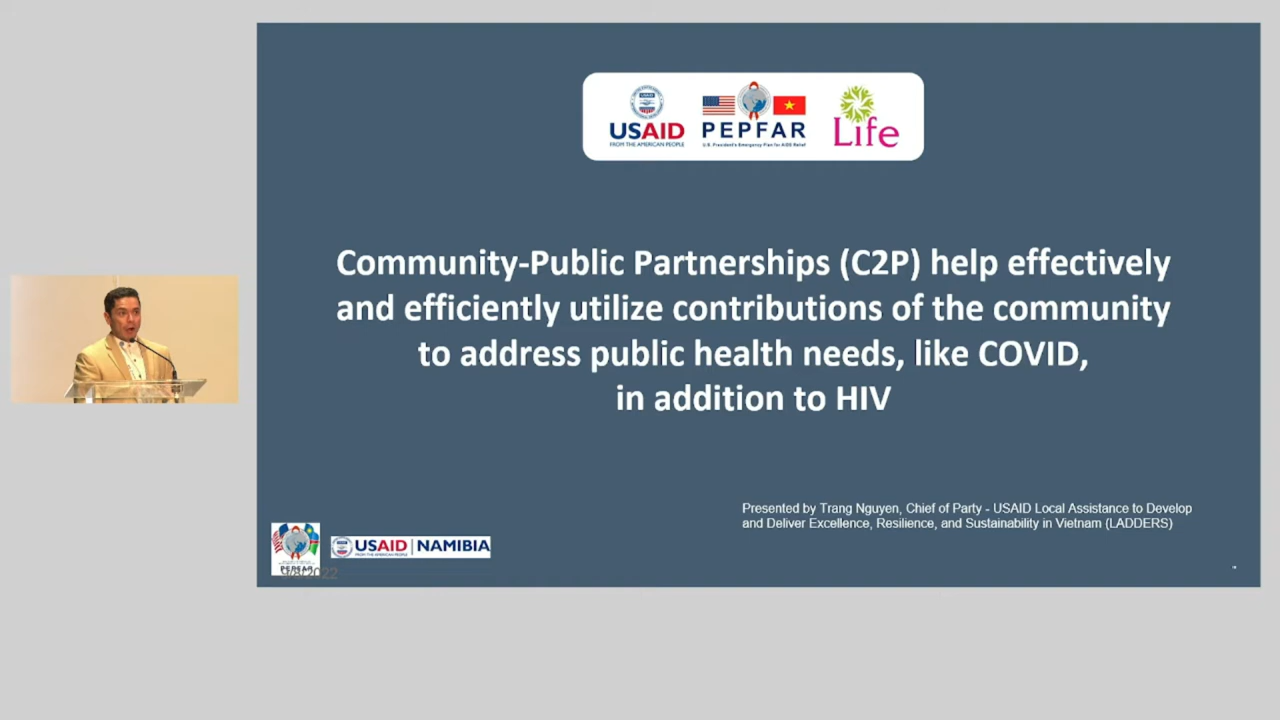 USAID
FROM THE AMERICAN PEOPLE
PEPFAR
U.S. President's Emergency Plan for AIDS Relief
Life
Community-Public Partnerships (C2P) help effectively
and efficiently utilize contributions of the community
to address public health needs, like COVID,
in addition to HIV
Presented by Trang Nguyen, Chief of Party - USAID Local Assistance to Develop
and Deliver Excellence, Resilience, and Sustainability in Vietnam (LADDERS)
USAID | NAMIBIA
FROM THE AMERICAN PEOPLE
PEPFAR
9/8/2022